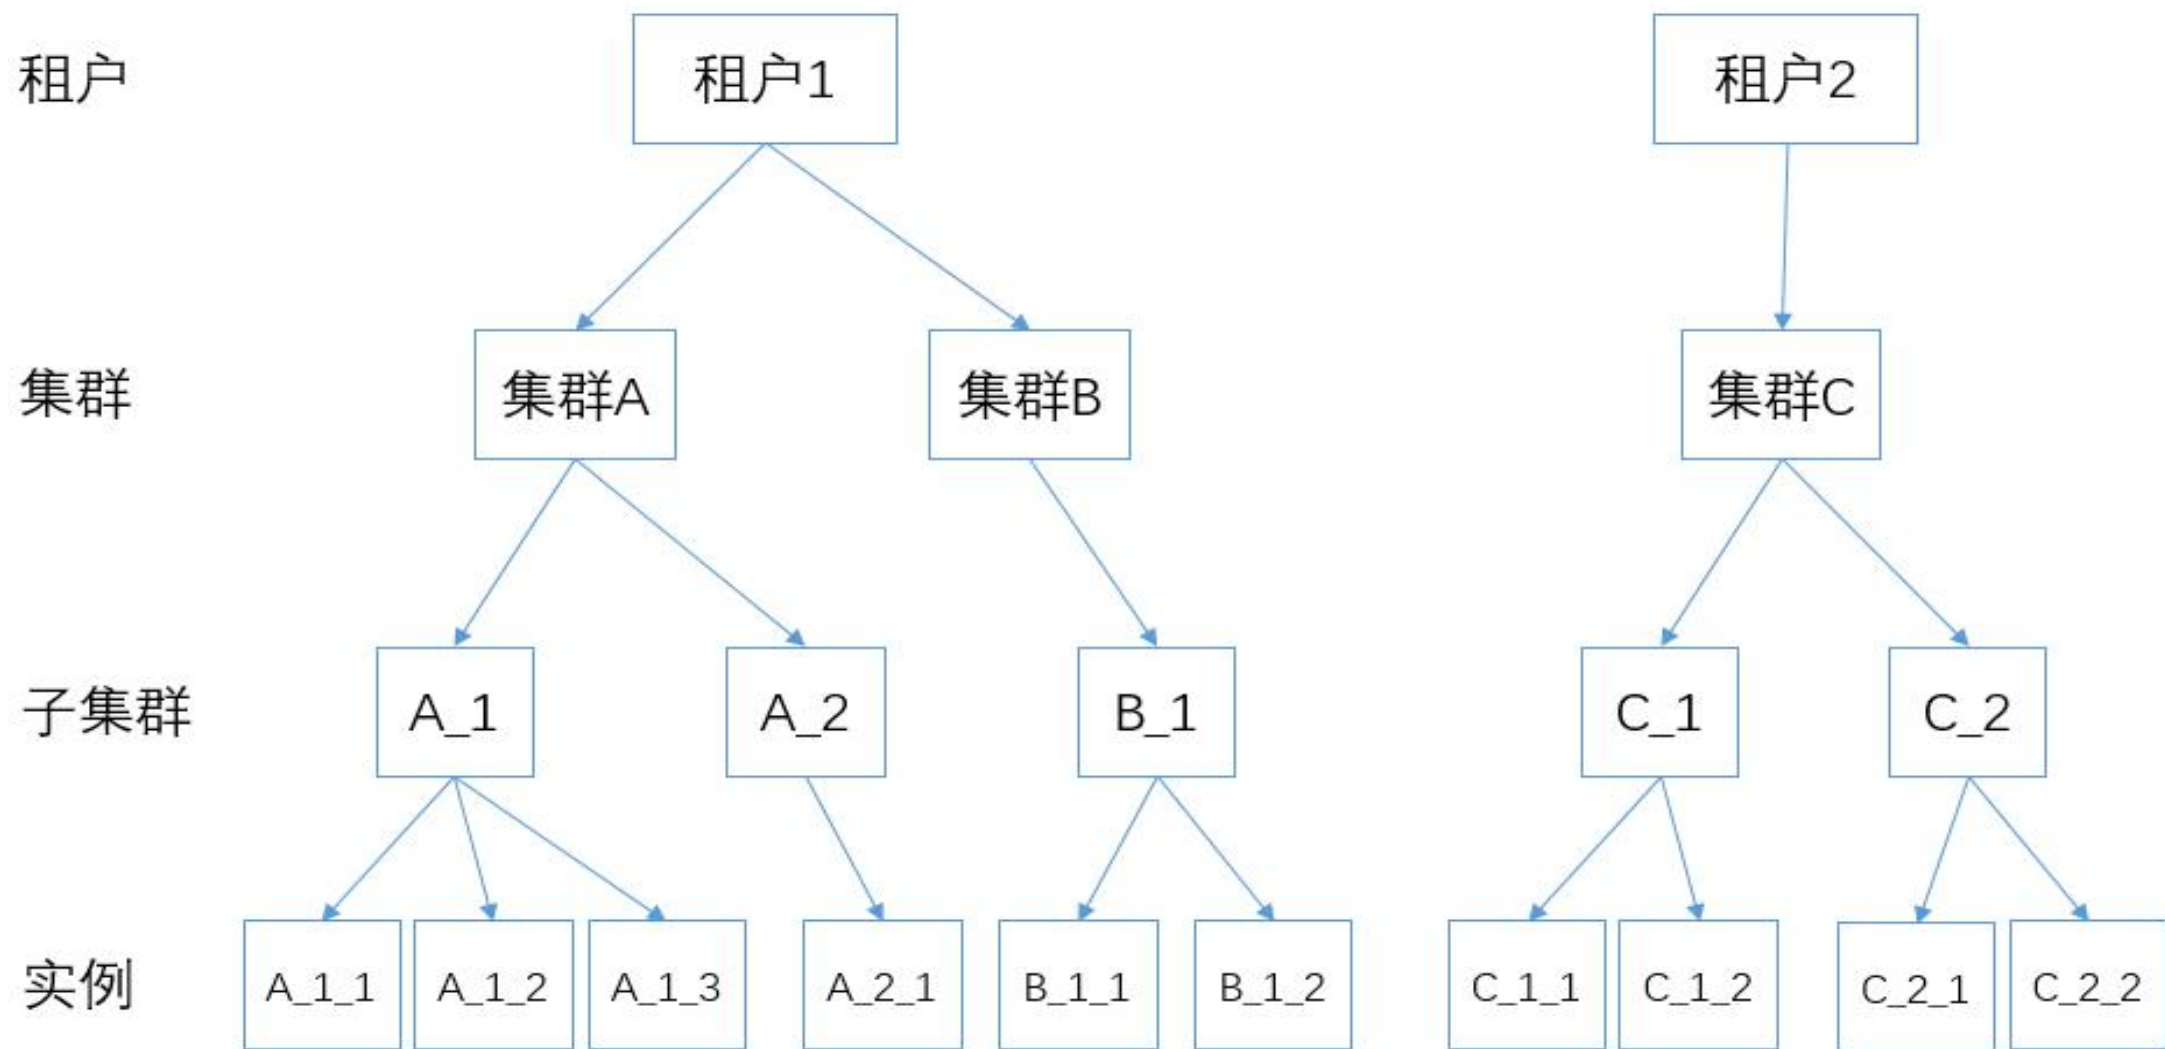 租户 租户1 租户2
集群 集群A 集群B 集群C
子集群 A_1 A_2 B_1 C_1 C_2
实例 A_1_1 A_1_2 A_1_3 A_2_1 B_1_1 B_1_2 C_1_1 C_1_2 C_2_1 C_2_2